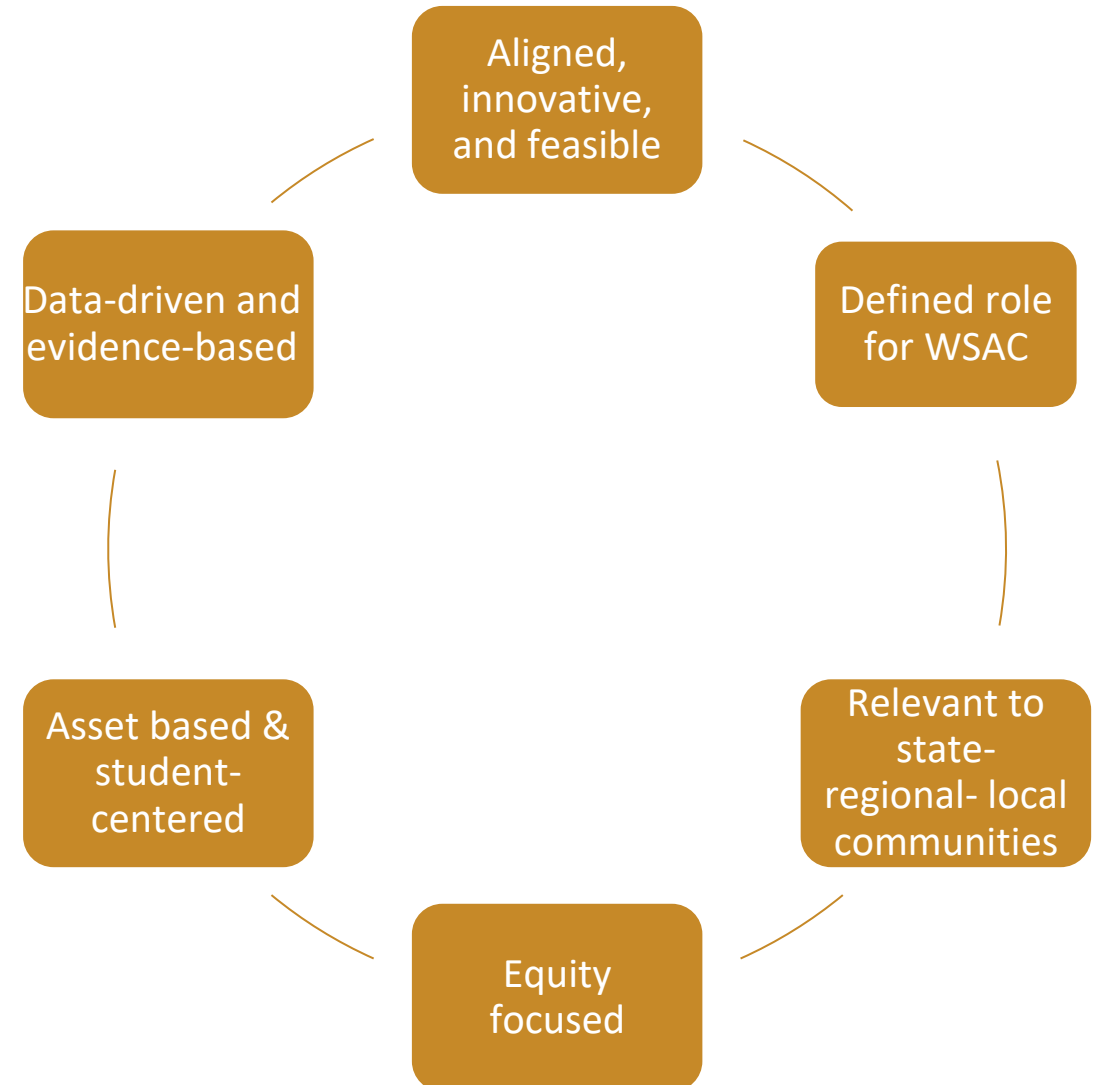 Aligned,
innovative,
and feasible
Defined role
for WSAC
Relevant to
state-
regional- local
communities
Equity
focused
Asset based &
student-
centered
Data-driven and
evidence-based